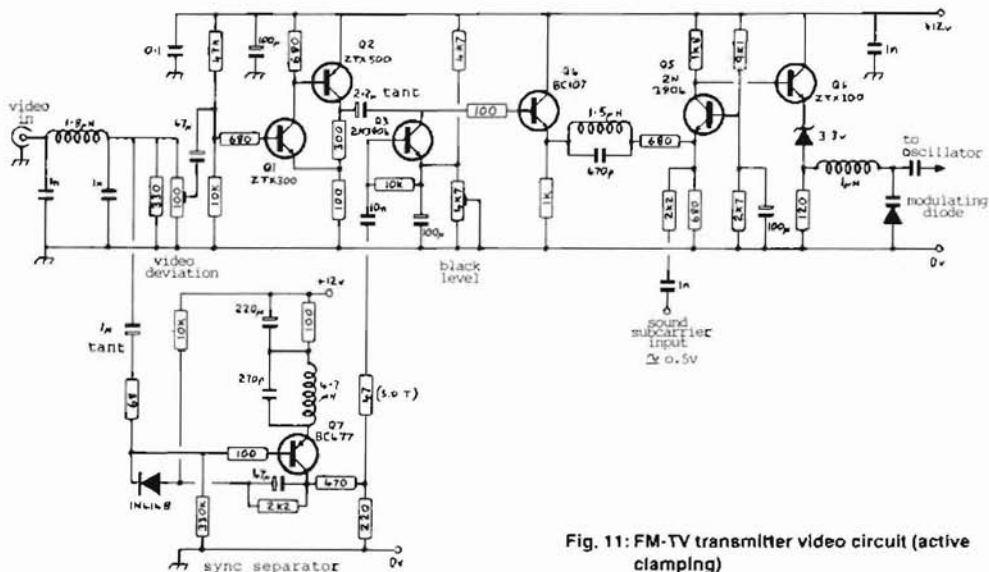 +12v
0.1
47K
100μ
680
Q2
ZTX500
4K7
1K8
9K1
1n
2.2μ tant
Q6
BC107
Q5
2N
3906
Q6
ZTX300
video
in
1.8μH
47μ
680
Q1
ZTX300
300
Q3
2N3906
100
1.5μH
470p
680
3.3v
to
oscillator
1μH
modulating
diode
1n
1n
330
100
10K
100
10n
10K
100μ
4K7
1K
2K2
680
2K7
100μ
120
0v
video
deviation
black
level
1n
sound
subcarrier
input
≃ 0.5V
1μ
tant
10K
+12v
220μ
100
270p
4.7
μH
47
(S.O.T)
68
Q7
BC477
100
1N4148
47μ
470
2K2
330K
220
sync separator
0v
Fig. 11: FM-TV transmitter video circuit (active
clamping)